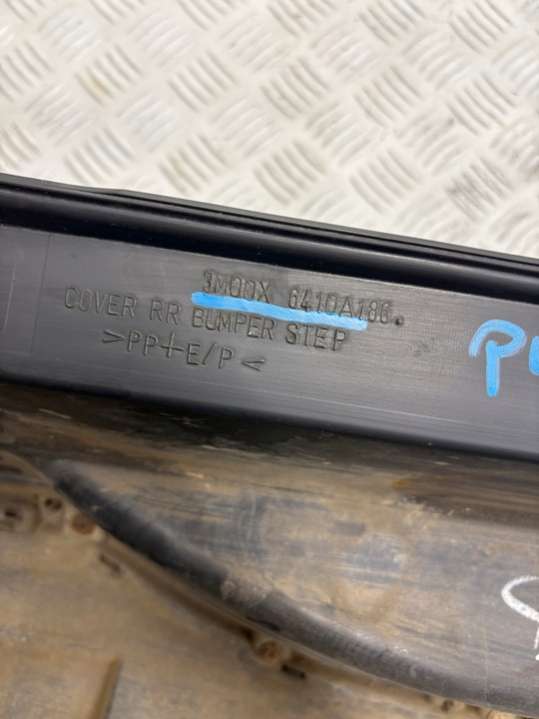 3M00X 6410A186.
COVER RR BUMPER STEP
>PP+E/P<